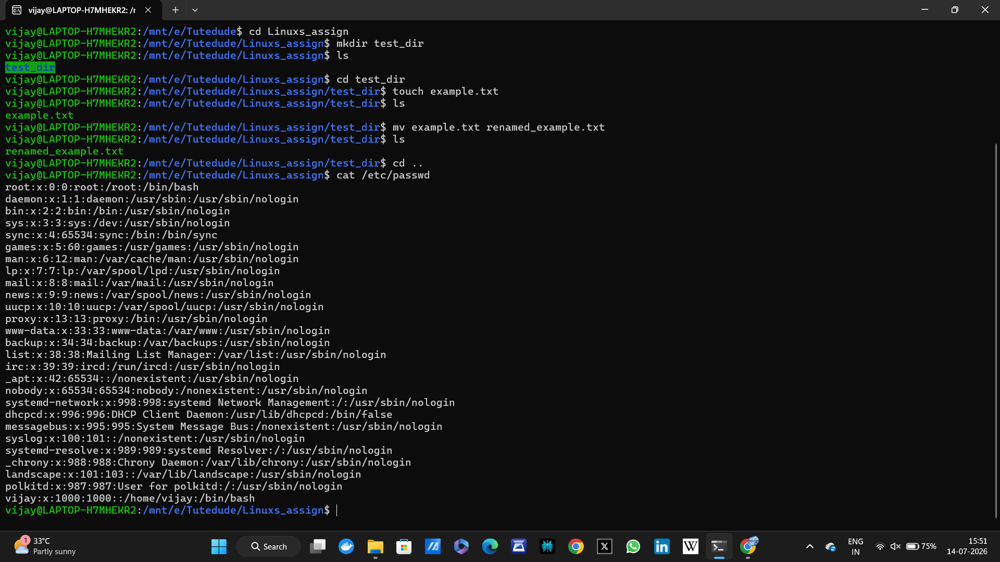 vijay@LAPTOP-H7MHEKR2: /r
vijay@LAPTOP-H7MHEKR2:/mnt/e/Tutedude$ cd Linuxs_assign
vijay@LAPTOP-H7MHEKR2:/mnt/e/Tutedude/Linuxs_assign$ mkdir test_dir
vijay@LAPTOP-H7MHEKR2:/mnt/e/Tutedude/Linuxs_assign$ ls
test_dir
vijay@LAPTOP-H7MHEKR2:/mnt/e/Tutedude/Linuxs_assign$ cd test_dir
vijay@LAPTOP-H7MHEKR2:/mnt/e/Tutedude/Linuxs_assign/test_dir$ touch example.txt
vijay@LAPTOP-H7MHEKR2:/mnt/e/Tutedude/Linuxs_assign/test_dir$ ls
example.txt
vijay@LAPTOP-H7MHEKR2:/mnt/e/Tutedude/Linuxs_assign/test_dir$ mv example.txt renamed_example.txt
vijay@LAPTOP-H7MHEKR2:/mnt/e/Tutedude/Linuxs_assign/test_dir$ ls
renamed_example.txt
vijay@LAPTOP-H7MHEKR2:/mnt/e/Tutedude/Linuxs_assign/test_dir$ cd ..
vijay@LAPTOP-H7MHEKR2:/mnt/e/Tutedude/Linuxs_assign$ cat /etc/passwd
root:x:0:0:root:/root:/bin/bash
daemon:x:1:1:daemon:/usr/sbin:/usr/sbin/nologin
bin:x:2:2:bin:/bin:/usr/sbin/nologin
sys:x:3:3:sys:/dev:/usr/sbin/nologin
sync:x:4:65534:sync:/bin:/bin/sync
games:x:5:60:games:/usr/games:/usr/sbin/nologin
man:x:6:12:man:/var/cache/man:/usr/sbin/nologin
lp:x:7:7:lp:/var/spool/lpd:/usr/sbin/nologin
mail:x:8:8:mail:/var/mail:/usr/sbin/nologin
news:x:9:9:news:/var/spool/news:/usr/sbin/nologin
uucp:x:10:10:uucp:/var/spool/uucp:/usr/sbin/nologin
proxy:x:13:13:proxy:/bin:/usr/sbin/nologin
www-data:x:33:33:www-data:/var/www:/usr/sbin/nologin
backup:x:34:34:backup:/var/backups:/usr/sbin/nologin
list:x:38:38:Mailing List Manager:/var/list:/usr/sbin/nologin
irc:x:39:39:ircd:/run/ircd:/usr/sbin/nologin
_apt:x:42:65534::/nonexistent:/usr/sbin/nologin
nobody:x:65534:65534:nobody:/nonexistent:/usr/sbin/nologin
systemd-network:x:998:998:systemd Network Management:/:/usr/sbin/nologin
dhcpcd:x:996:996:DHCP Client Daemon:/usr/lib/dhcpcd:/bin/false
messagebus:x:995:995:System Message Bus:/nonexistent:/usr/sbin/nologin
syslog:x:100:101::/nonexistent:/usr/sbin/nologin
systemd-resolve:x:989:989:systemd Resolver:/:/usr/sbin/nologin
_chrony:x:988:988:Chrony Daemon:/var/lib/chrony:/usr/sbin/nologin
landscape:x:101:103::/var/lib/landscape:/usr/sbin/nologin
polkitd:x:987:987:User for polkitd:/:/usr/sbin/nologin
vijay:x:1000:1000::/home/vijay:/bin/bash
vijay@LAPTOP-H7MHEKR2:/mnt/e/Tutedude/Linuxs_assign$
1
33°C
Partly sunny
Search
X
in
W
ENG
IN
75%
15:51
14-07-2026